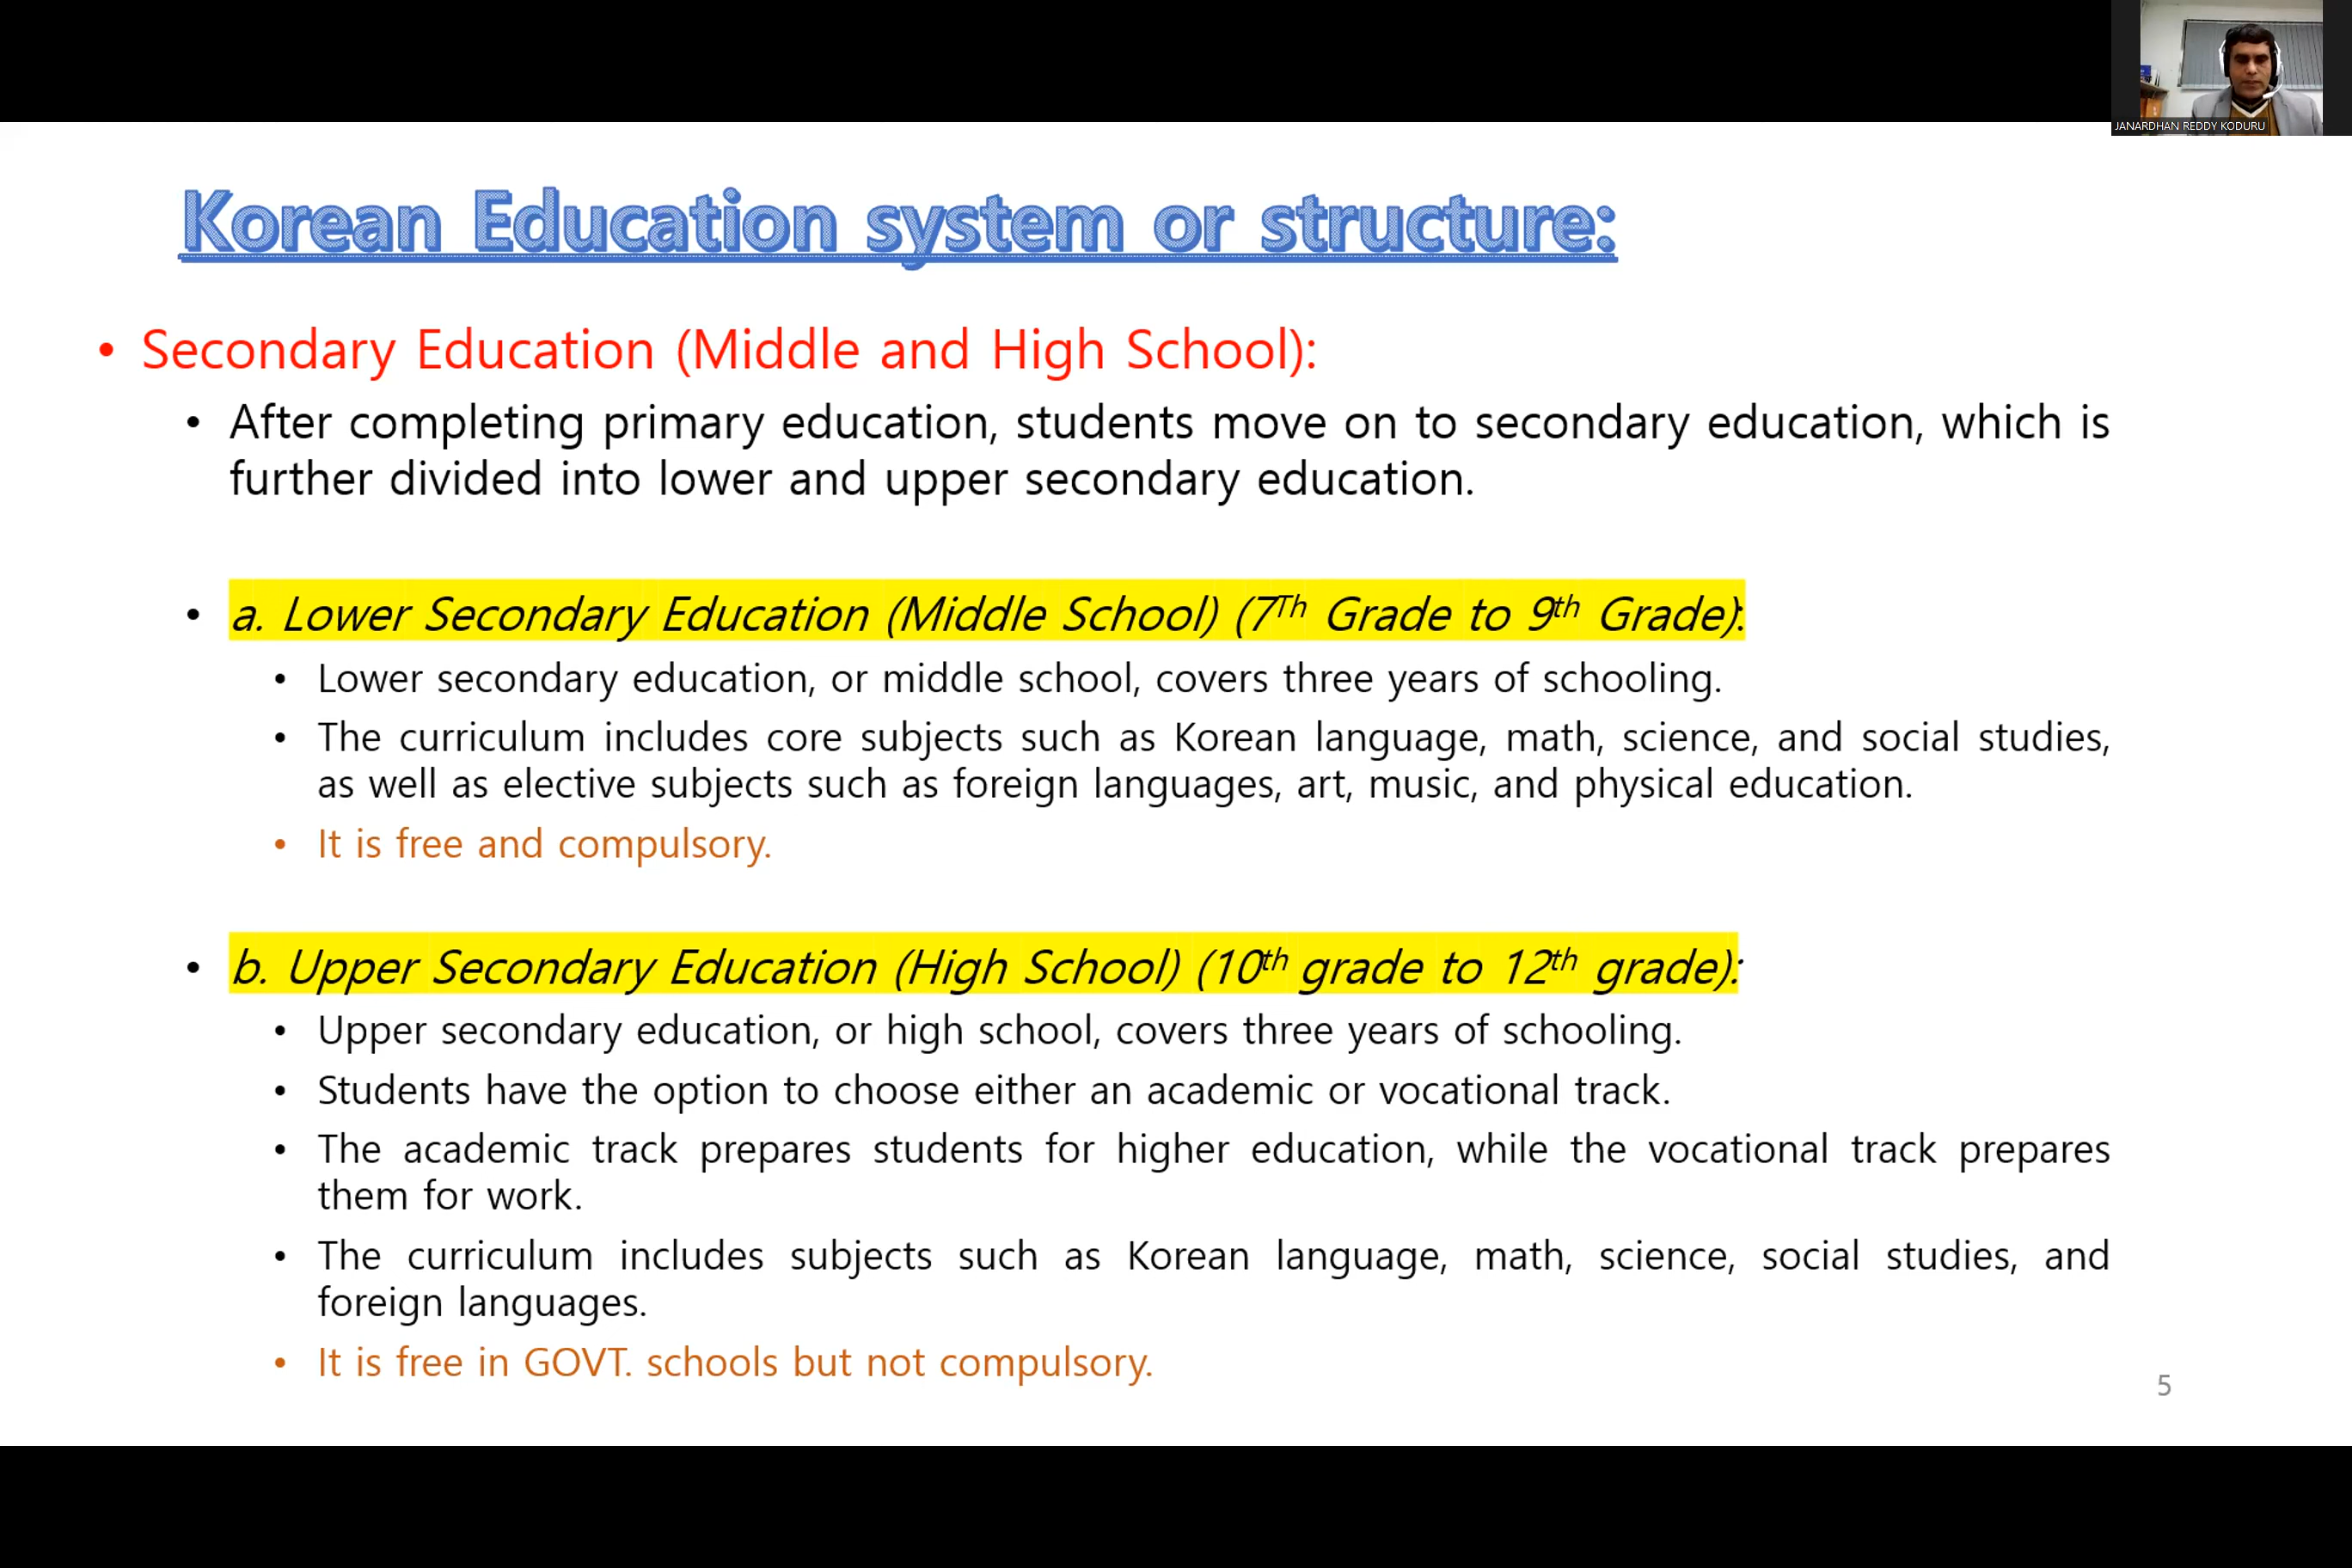 JANARDHAN REDDY KODURU
Korean Education system or structure:
• Secondary Education (Middle and High School):
• After completing primary education, students move on to secondary education, which is
further divided into lower and upper secondary education.
• a. Lower Secondary Education (Middle School) (7Th Grade to 9th Grade):
• Lower secondary education, or middle school, covers three years of schooling.
• The curriculum includes core subjects such as Korean language, math, science, and social studies,
as well as elective subjects such as foreign languages, art, music, and physical education.
• It is free and compulsory.
• b. Upper Secondary Education (High School) (10th grade to 12th grade):
• Upper secondary education, or high school, covers three years of schooling.
• Students have the option to choose either an academic or vocational track.
• The academic track prepares students for higher education, while the vocational track prepares
them for work.
• The curriculum includes subjects such as Korean language, math, science, social studies, and
foreign languages.
• It is free in GOVT. schools but not compulsory.
5